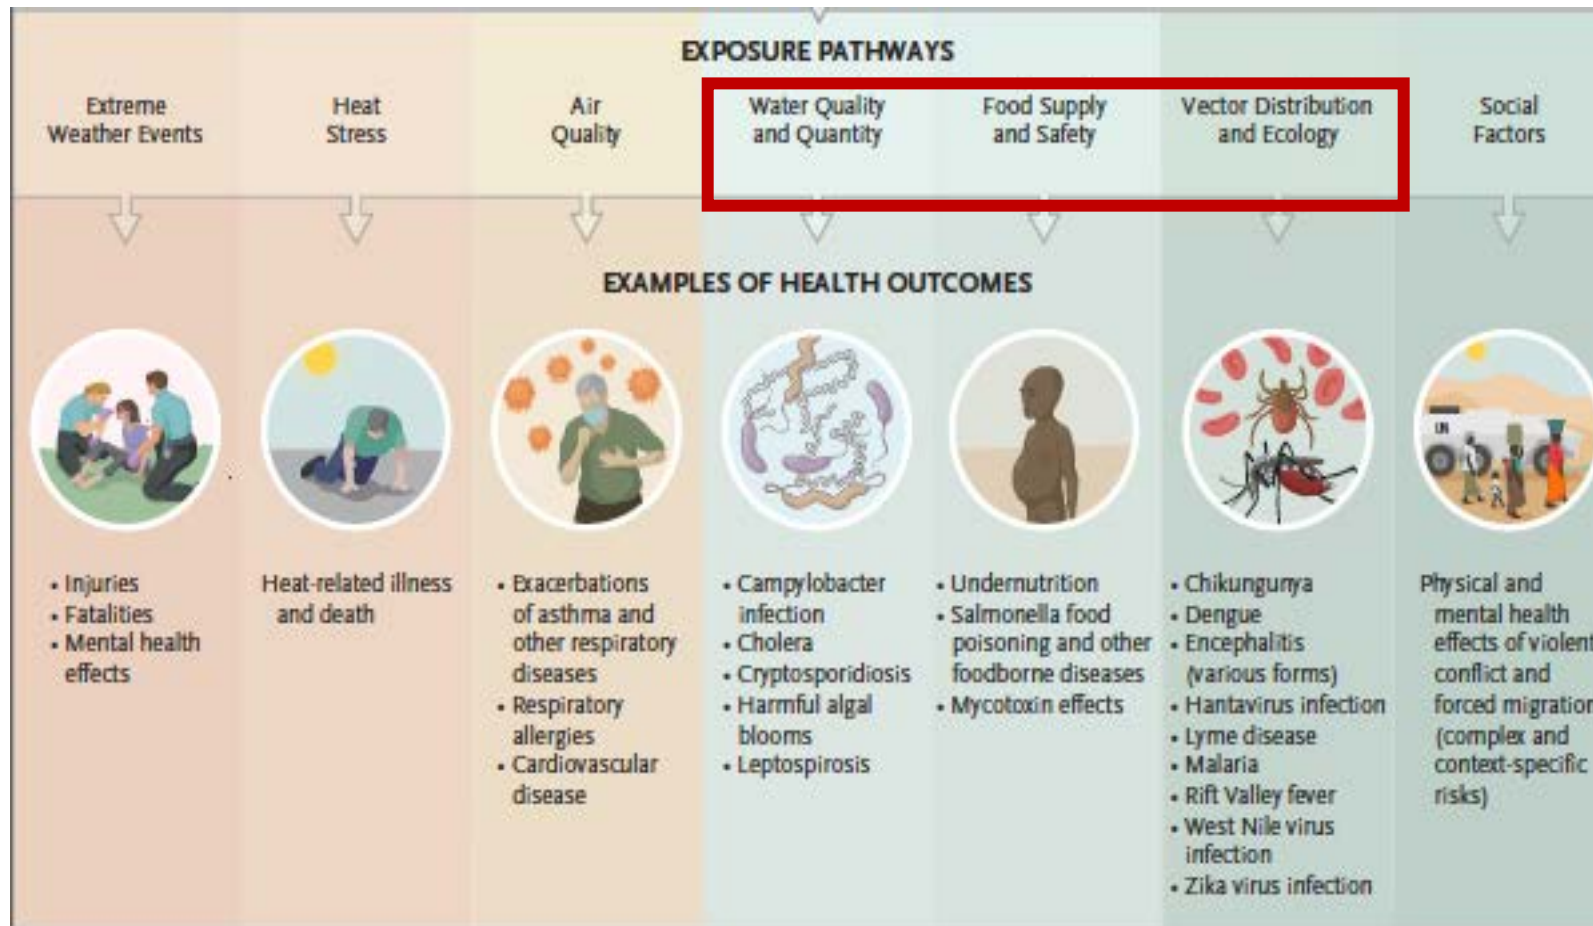 EXPOSURE PATHWAYS
Extreme
Weather Events
Heat
Stress
Air
Quality
Water Quality
and Quantity
Food Supply
and Safety
Vector Distribution
and Ecology
Social
Factors
EXAMPLES OF HEALTH OUTCOMES
UN
• Injuries
• Fatalities
• Mental health
effects
Heat-related illness
and death
• Exacerbations
of asthma and
other respiratory
diseases
• Respiratory
allergies
• Cardiovascular
disease
• Campylobacter
infection
• Cholera
• Cryptosporidiosis
• Harmful algal
blooms
• Leptospirosis
• Undernutrition
• Salmonella food
poisoning and other
foodborne diseases
• Mycotoxin effects
• Chikungunya
• Dengue
• Encephalitis
(various forms)
• Hantavirus infection
• Lyme disease
• Malaria
• Rift Valley fever
• West Nile virus
infection
• Zika virus infection
Physical and
mental health
effects of violent
conflict and
forced migration
(complex and
context-specific
risks)